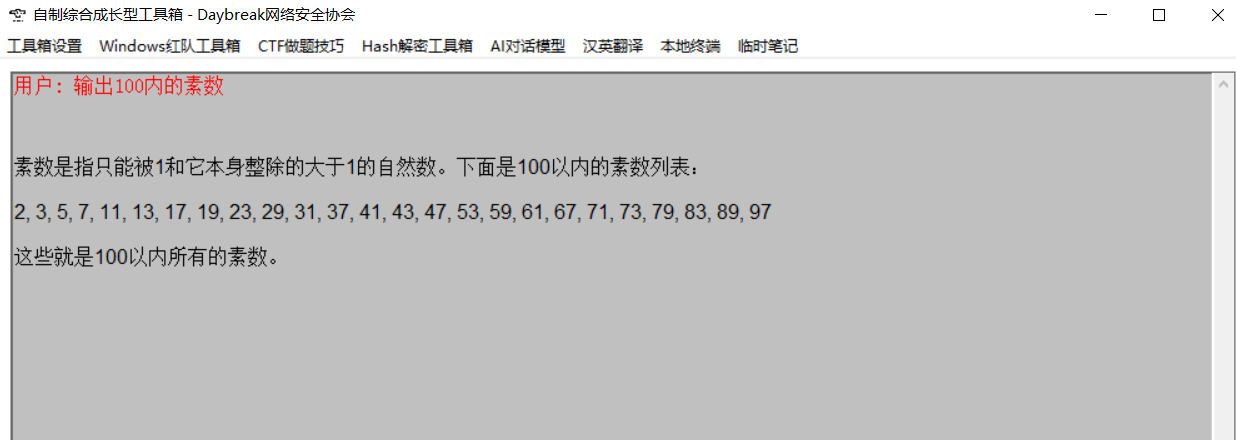 自制综合成长型工具箱 - Daybreak网络安全协会
工具箱设置 Windows红队工具箱 CTF做题技巧 Hash解密工具箱 AI对话模型 汉英翻译 本地终端 临时笔记
用户：输出100内的素数
素数是指只能被1和它本身整除的大于1的自然数。下面是100以内的素数列表：
2, 3, 5, 7, 11, 13, 17, 19, 23, 29, 31, 37, 41, 43, 47, 53, 59, 61, 67, 71, 73, 79, 83, 89, 97
这些就是100以内所有的素数。